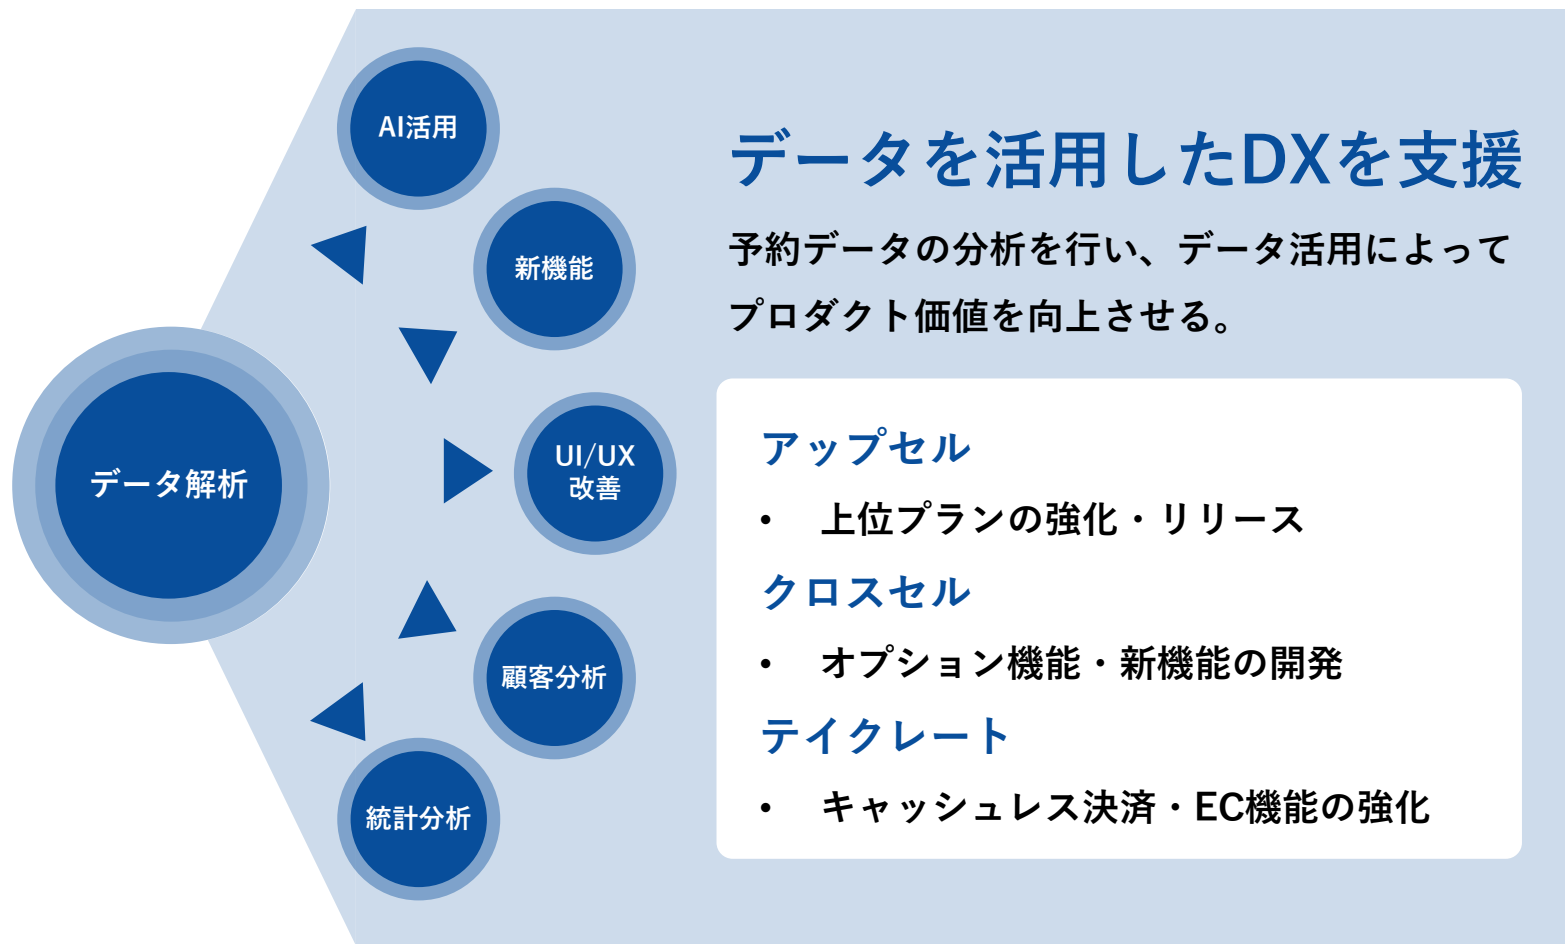 データ解析
AI活用
新機能
UI/UX
改善
顧客分析
統計分析
データを活用したDXを支援
予約データの分析を行い、データ活用によって
プロダクト価値を向上させる。
アップセル
• 上位プランの強化・リリース
クロスセル
• オプション機能・新機能の開発
テイクレート
• キャッシュレス決済・EC機能の強化